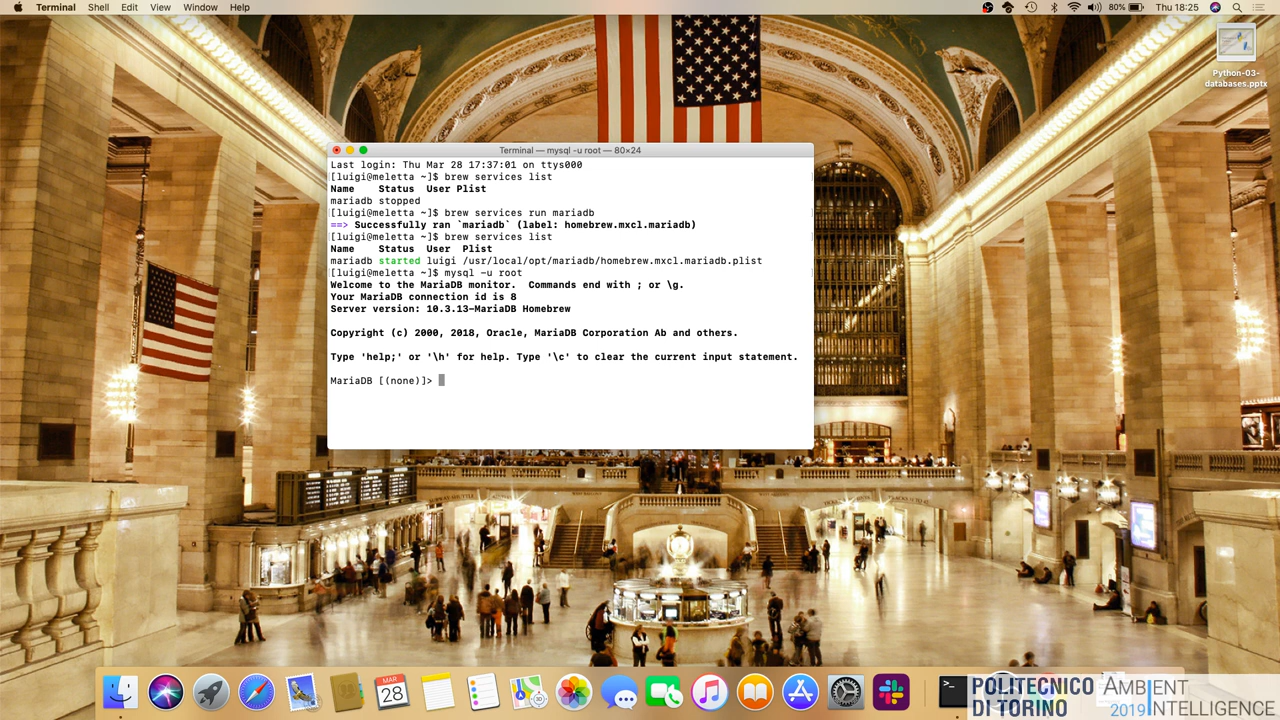 Terminal Shell Edit View Window Help
80% Thu 18:25
Python-03-
databases.pptx
Terminal — mysql -u root — 80×24
Last login: Thu Mar 28 17:37:01 on ttys000
[luigi@meletta ~]$ brew services list
Name    Status  User Plist
mariadb stopped
[luigi@meletta ~]$ brew services run mariadb
==> Successfully ran `mariadb` (label: homebrew.mxcl.mariadb)
[luigi@meletta ~]$ brew services list
Name    Status  User  Plist
mariadb started luigi /usr/local/opt/mariadb/homebrew.mxcl.mariadb.plist
[luigi@meletta ~]$ mysql -u root
Welcome to the MariaDB monitor.  Commands end with ; or \g.
Your MariaDB connection id is 8
Server version: 10.3.13-MariaDB Homebrew
Copyright (c) 2000, 2018, Oracle, MariaDB Corporation Ab and others.
Type 'help;' or '\h' for help. Type '\c' to clear the current input statement.
MariaDB [(none)]>
MAR
28
POLITECNICO
DI TORINO
AMBIENT
2019 INTELLIGENCE